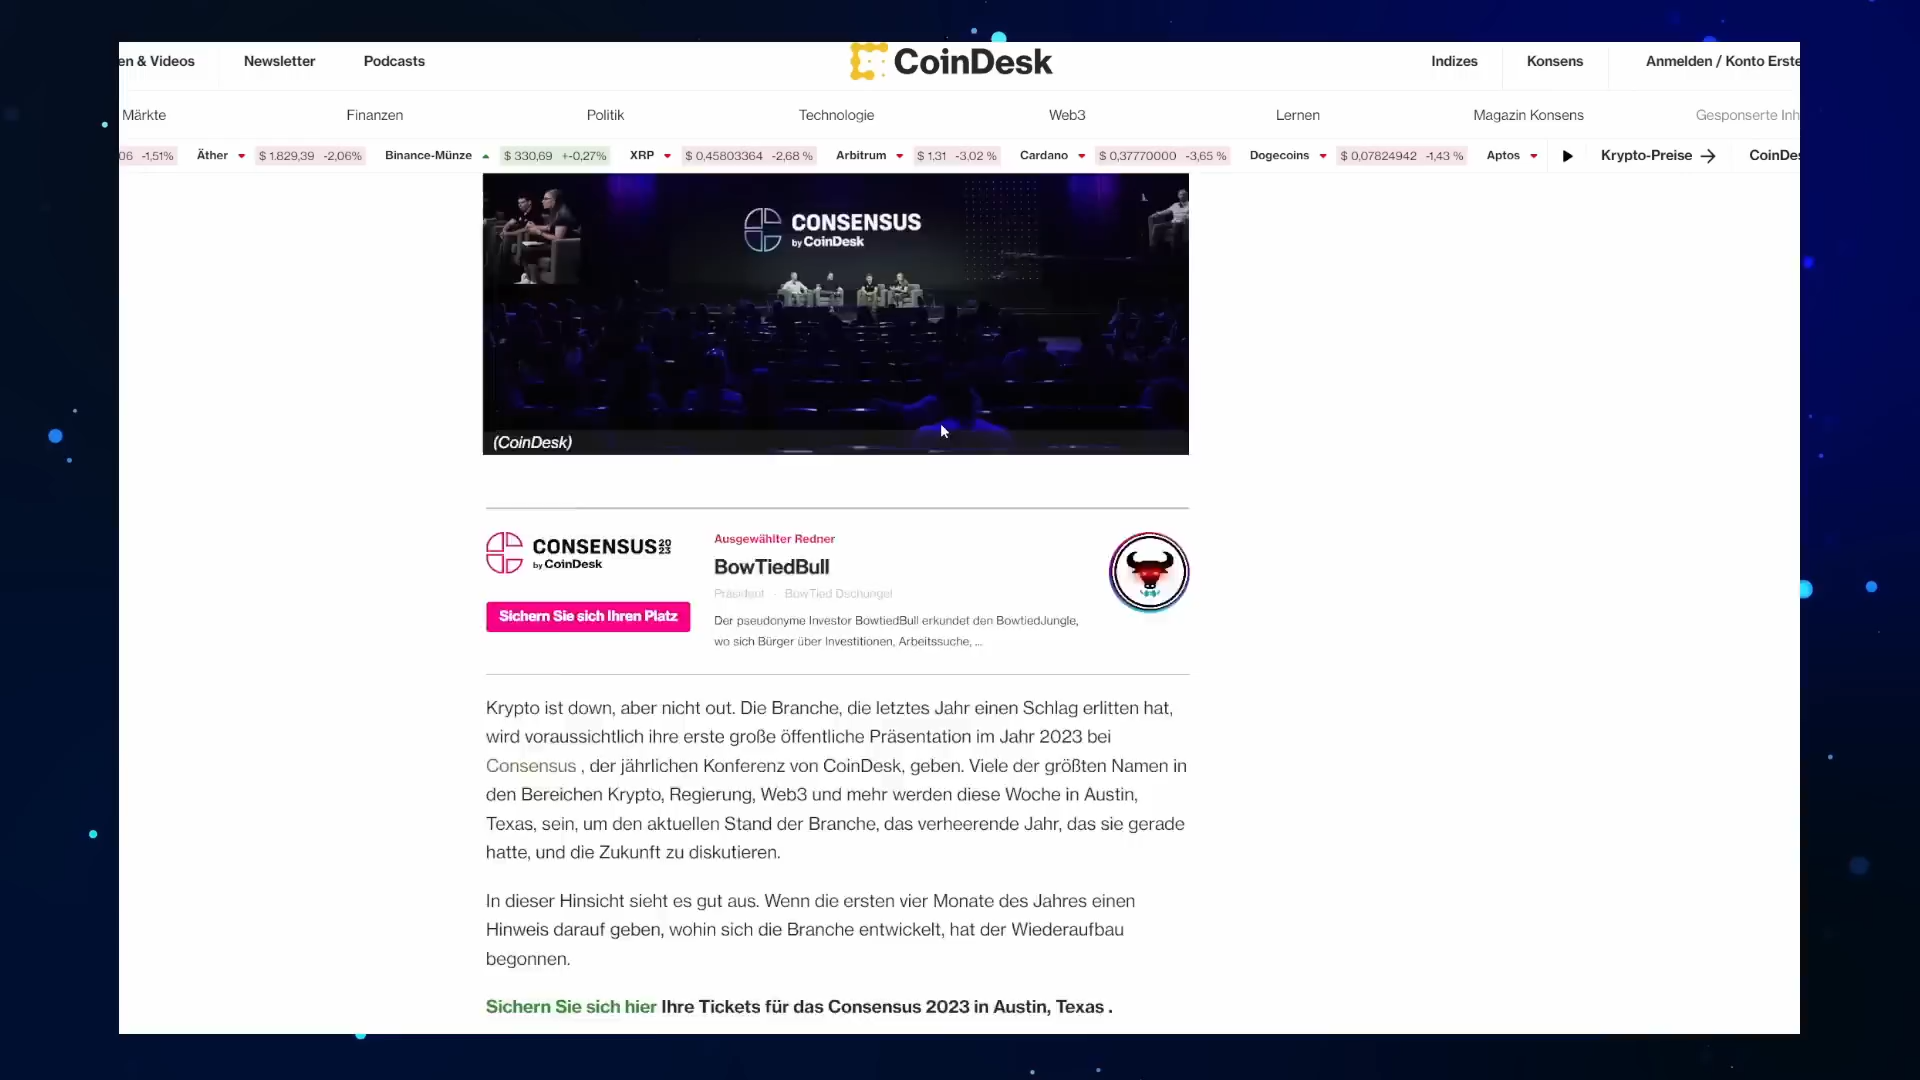 en & Videos
Newsletter
Podcasts
CoinDesk
Indizes
Konsens
Anmelden / Konto Erste
Märkte
Finanzen
Politik
Technologie
Web3
Lernen
Magazin Konsens
Gesponserte Inh
06 -1,51%
Äther $ 1.829,39 -2,06%
Binance-Münze $ 330,69 +-0,27%
XRP $ 0,45803364 -2,68 %
Arbitrum $ 1,31 -3,02 %
Cardano $ 0,37770000 -3,65 %
Dogecoins $ 0,07824942 -1,43 %
Aptos
Krypto-Preise
CoinDes
CONSENSUS
by CoinDesk
(CoinDesk)
CONSENSUS 2023
by CoinDesk
Sichern Sie sich Ihren Platz
Ausgewählter Redner
BowTiedBull
Präsident · BowTied Dschungel
Der pseudonyme Investor BowtiedBull erkundet den BowtiedJungle,
wo sich Bürger über Investitionen, Arbeitssuche, ...
Krypto ist down, aber nicht out. Die Branche, die letztes Jahr einen Schlag erlitten hat,
wird voraussichtlich ihre erste große öffentliche Präsentation im Jahr 2023 bei
Consensus , der jährlichen Konferenz von CoinDesk, geben. Viele der größten Namen in
den Bereichen Krypto, Regierung, Web3 und mehr werden diese Woche in Austin,
Texas, sein, um den aktuellen Stand der Branche, das verheerende Jahr, das sie gerade
hatte, und die Zukunft zu diskutieren.
In dieser Hinsicht sieht es gut aus. Wenn die ersten vier Monate des Jahres einen
Hinweis darauf geben, wohin sich die Branche entwickelt, hat der Wiederaufbau
begonnen.
Sichern Sie sich hier Ihre Tickets für das Consensus 2023 in Austin, Texas .